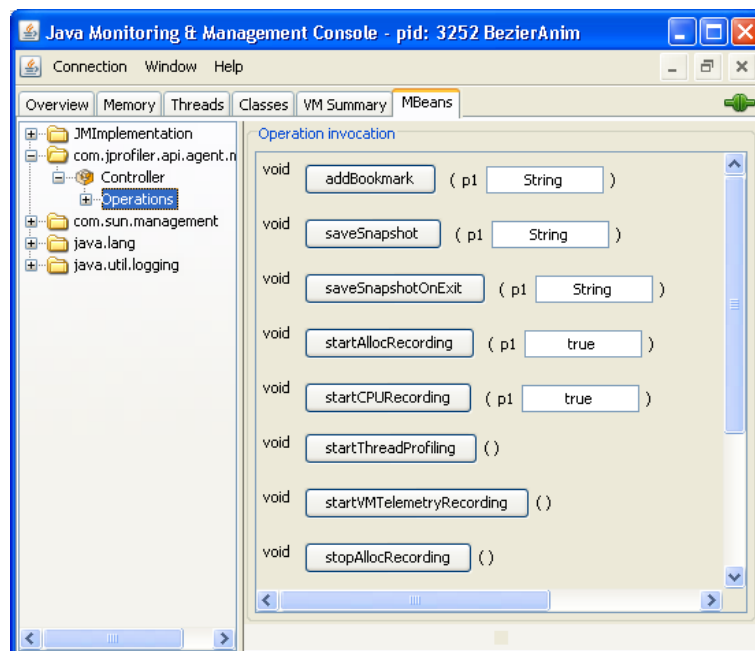 Java Monitoring & Management Console - pid: 3252 BezierAnim
Connection Window Help
Overview Memory Threads Classes VM Summary MBeans
JMImplementation
com.jprofiler.api.agent.n
Controller
Operations
com.sun.management
java.lang
java.util.logging
Operation invocation
void addBookmark ( p1 String )
void saveSnapshot ( p1 String )
void saveSnapshotOnExit ( p1 String )
void startAllocRecording ( p1 true )
void startCPURecording ( p1 true )
void startThreadProfiling ( )
void startVMTelemetryRecording ( )
void stopAllocRecording ( )